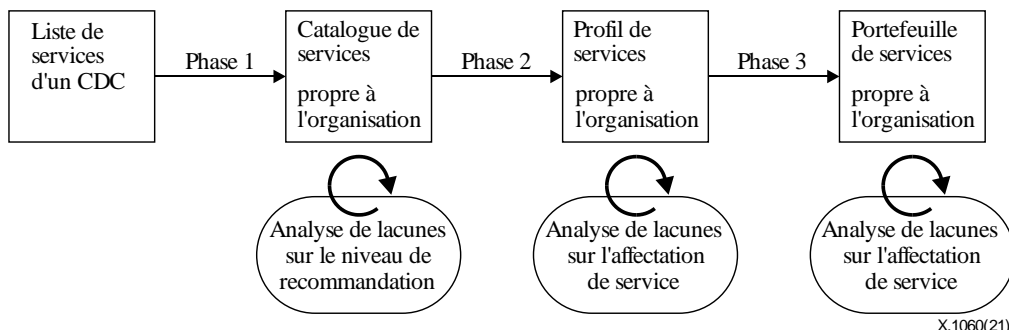 Liste de
services
d'un CDC
Phase 1
Catalogue de
services
propre à
l'organisation
Phase 2
Profil de
services
propre à
l'organisation
Phase 3
Portefeuille
de services
propre à
l'organisation
Analyse de lacunes
sur le niveau de
recommandation
Analyse de lacunes
sur l'affectation
de service
Analyse de lacunes
sur l'affectation
de service
X.1060(21)